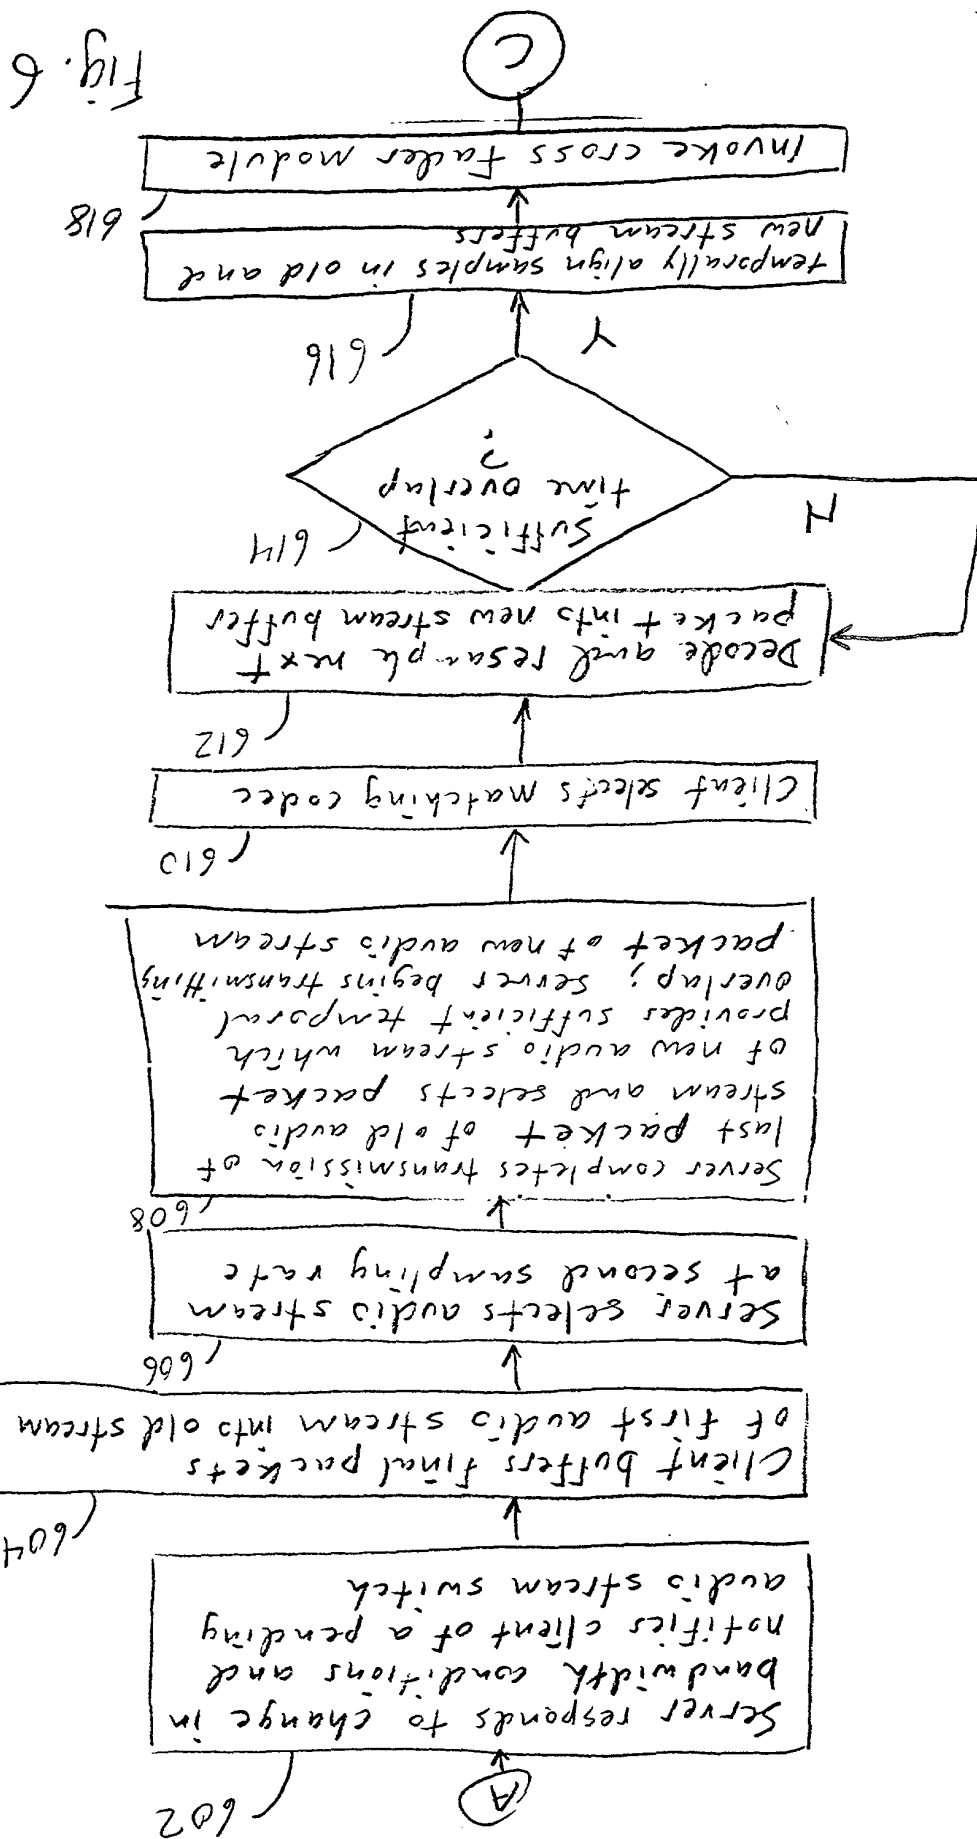 A
602
Server responds to change in
bandwidth conditions and
notifies client of a pending
audio stream switch
604
Client buffers final packets
of first audio stream into old stream
606
Server selects audio stream
at second sampling rate
608
Server completes transmission of
last packet of old audio
stream and selects packet
of new audio stream which
provides sufficient temporal
overlap; server begins transmitting
packet of new audio stream
610
Client selects matching codec
612
Decode and resample next
packet into new stream buffer
614
Sufficient
time overlap
?
N
Y
616
temporally align samples in old and
new stream buffers
618
Invoke cross fader module
C
Fig. 6